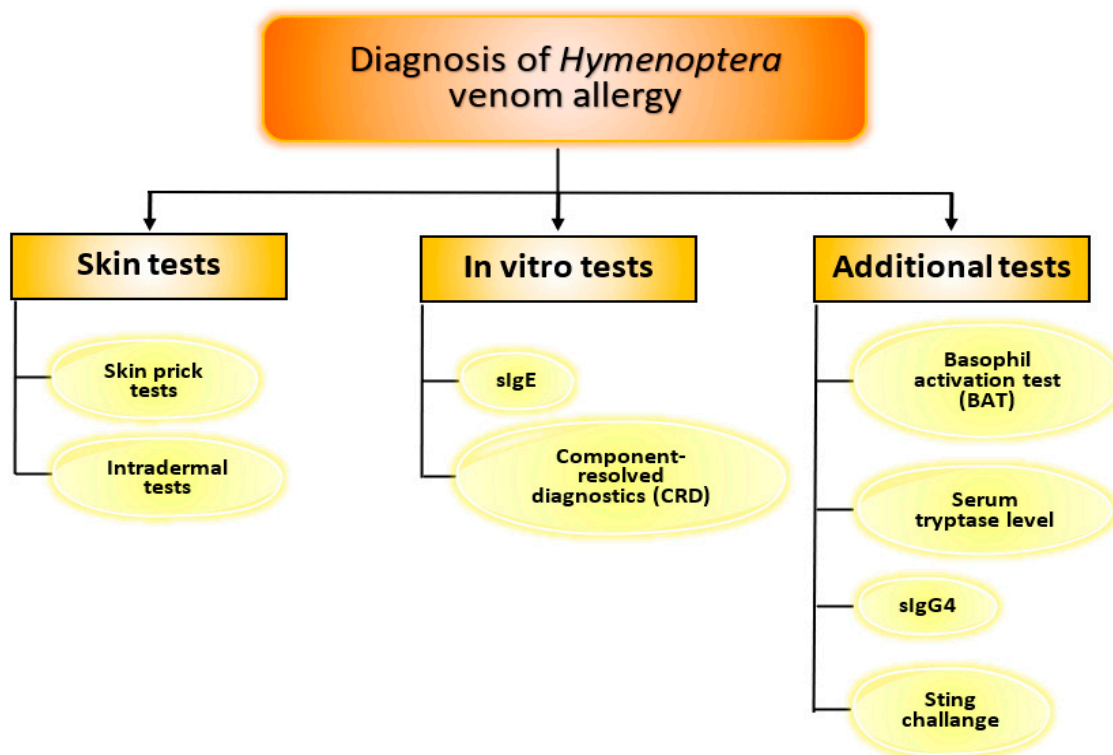 Diagnosis of Hymenoptera
venom allergy
Skin tests
Skin prick
tests
Intradermal
tests
In vitro tests
sIgE
Component-
resolved
diagnostics (CRD)
Additional tests
Basophil
activation test
(BAT)
Serum
tryptase level
sIgG4
Sting
challange